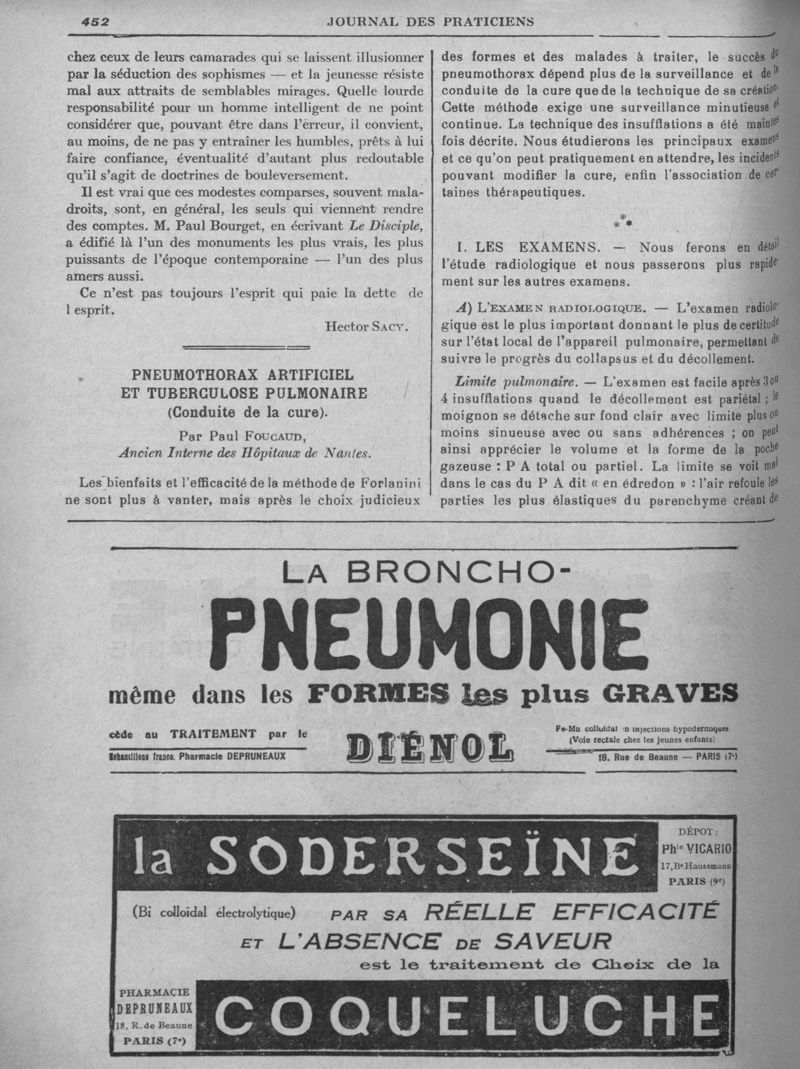 452
JOURNAL DES PRATICIENS
chez ceux de leurs camarades qui se laissent illusionner
par la séduction des sophismes — et la jeunesse résiste
mal aux attraits de semblables mirages. Quelle lourde
responsabilité pour un homme intelligent de ne point
considérer que, pouvant être dans l'erreur, il convient,
au moins, de ne pas y entraîner les humbles, prêts à lui
faire confiance, éventualité d'autant plus redoutable
qu'il s'agit de doctrines de bouleversement.
Il est vrai que ces modestes comparses, souvent mala-
droits, sont, en général, les seuls qui viennent rendre
des comptes. M. Paul Bourget, en écrivant Le Disciple,
a édifié là l'un des monuments les plus vrais, les plus
puissants de l'époque contemporaine — l'un des plus
amers aussi.
Ce n'est pas toujours l'esprit qui paie la dette de
l esprit.
Hector SACY.
PNEUMOTHORAX ARTIFICIEL
ET TUBERCULOSE PULMONAIRE
(Conduite de la cure).
Par Paul FOUCAUD,
Ancien Interne des Hôpitaux de Nantes.
Les bienfaits et l'efficacité de la méthode de Forlanini
ne sont plus à vanter, mais après le choix judicieux
des formes et des malades à traiter, le succès du
pneumothorax dépend plus de la surveillance et de la
conduite de la cure que de la technique de sa création.
Cette méthode exige une surveillance minutieuse et
continue. La technique des insufflations a été maintes
fois décrite. Nous étudierons les principaux examens
et ce qu'on peut pratiquement en attendre, les incidents
pouvant modifier la cure, enfin l'association de cer-
taines thérapeutiques.
* * *
I. LES EXAMENS. — Nous ferons en détail
l'étude radiologique et nous passerons plus rapide-
ment sur les autres examens.
A) L'EXAMEN RADIOLOGIQUE. — L'examen radiolo-
gique est le plus important donnant le plus de certitude
sur l'état local de l'appareil pulmonaire, permettant de
suivre le progrès du collapsus et du décollement.
Limite pulmonaire. — L'examen est facile après 3 ou
4 insufflations quand le décollement est pariétal ; le
moignon se détache sur fond clair avec limite plus ou
moins sinueuse avec ou sans adhérences ; on peut
ainsi apprécier le volume et la forme de la poche
gazeuse : P A total ou partiel. La limite se voit mal
dans le cas du P A dit « en édredon » : l'air refoule les
parties les plus élastiques du parenchyme créant de
LA BRONCHO-
PNEUMONIE
même dans les FORMES les plus GRAVES
cède au TRAITEMENT par le
Echantillons franco. Pharmacie DEPRUNEAUX
DIÉNOL
Fe-Mn colloïdal en injections hypodermiques
(Voie rectale chez les jeunes enfants)
18, Rue de Beaune — PARIS (7e)
la SODERSEÏNE
DÉPOT :
Phie VICARIO
17, Bd Haussmann
PARIS (9e)
(Bi colloïdal électrolytique) PAR SA RÉELLE EFFICACITÉ
ET L'ABSENCE DE SAVEUR
est le traitement de Choix de la
PHARMACIE
DEPRUNEAUX
18, R. de Beaune
PARIS (7e)
COQUELUCHE